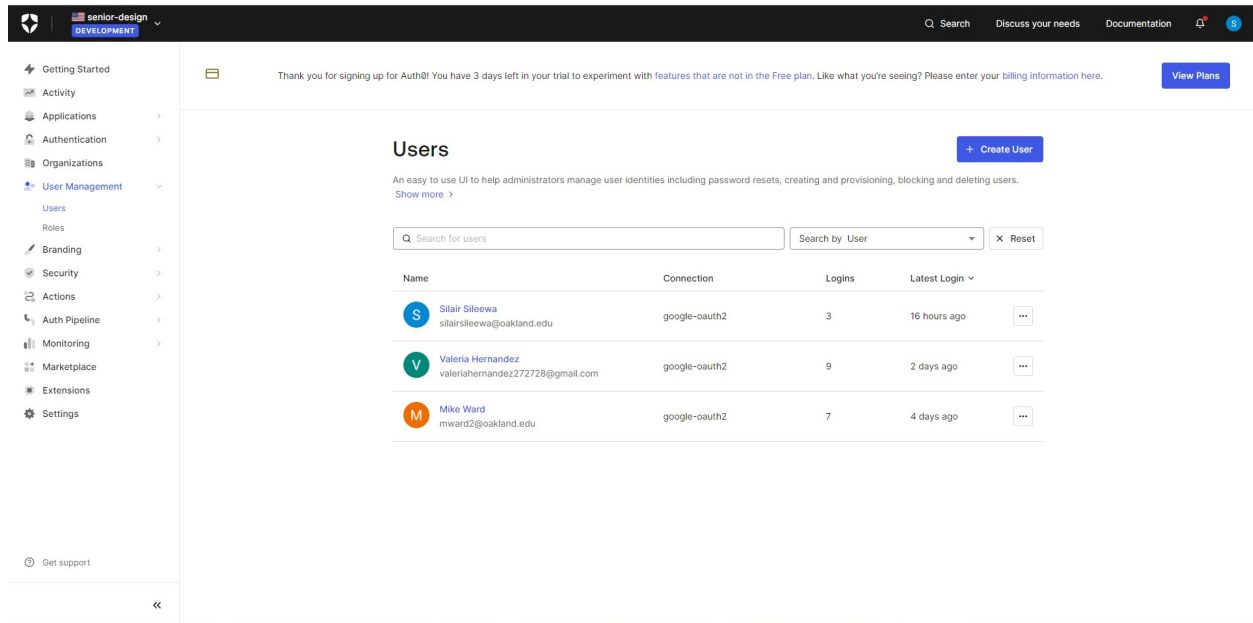 senior-design
DEVELOPMENT
Search
Discuss your needs
Documentation
S
Getting Started
Activity
Applications
Authentication
Organizations
User Management
Users
Roles
Branding
Security
Actions
Auth Pipeline
Monitoring
Marketplace
Extensions
Settings
Get support
Thank you for signing up for Auth0! You have 3 days left in your trial to experiment with features that are not in the Free plan. Like what you're seeing? Please enter your billing information here.
View Plans
Users
+ Create User
An easy to use UI to help administrators manage user identities including password resets, creating and provisioning, blocking and deleting users.
Show more >
Search for users
Search by User
× Reset
Name Connection Logins Latest Login
S Silair Sileewa
silairsileewa@oakland.edu
google-oauth2 3 16 hours ago ...
V Valeria Hernandez
valeriahernandez272728@gmail.com
google-oauth2 9 2 days ago ...
M Mike Ward
mward2@oakland.edu
google-oauth2 7 4 days ago ...